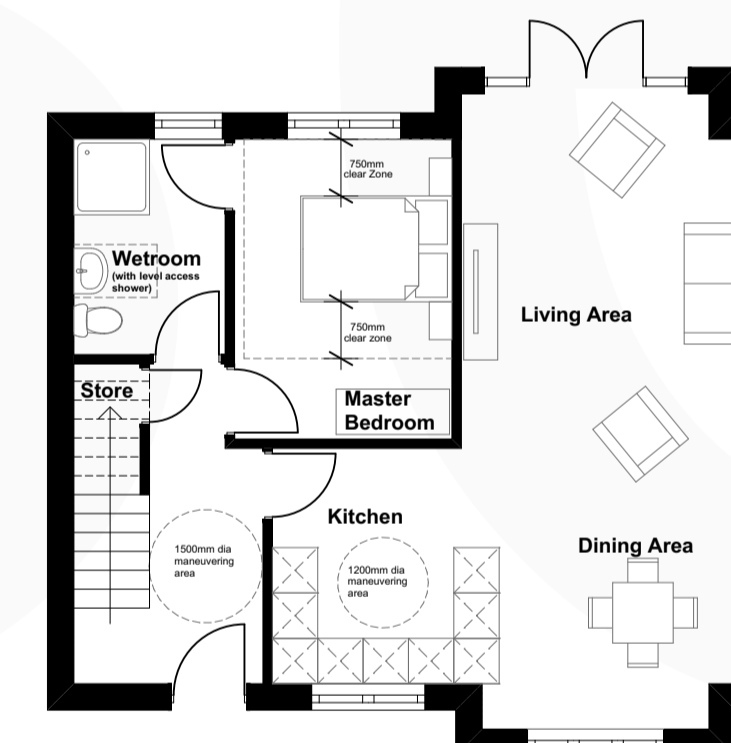 750mm
clear Zone
Wetroom
(with level access
shower)
Living Area
750mm
clear zone
Store
Master
Bedroom
Kitchen
Dining Area
1500mm dia
maneuvering
area
1200mm dia
maneuvering
area